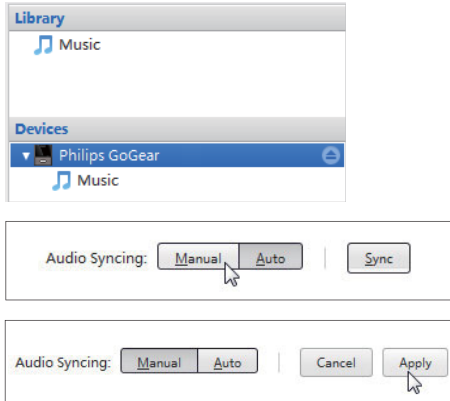 Library
Music
Devices
Philips GoGear
Music
Audio Syncing: Manual Auto Sync
Audio Syncing: Manual Auto Cancel Apply